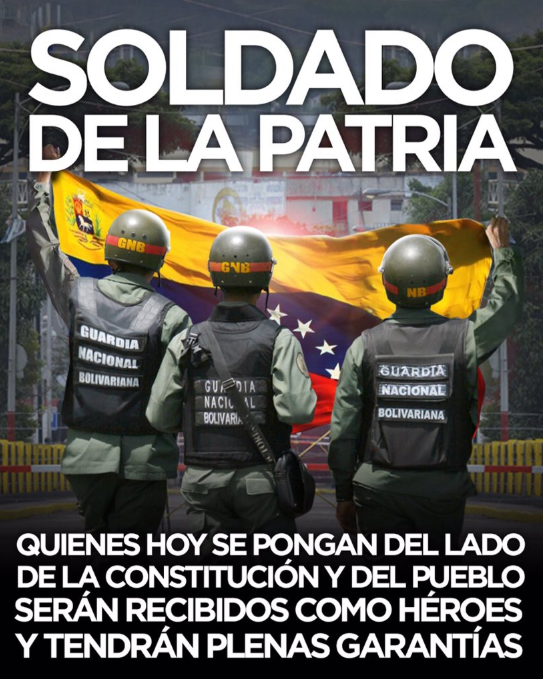 SOLDADO
DE LA PATRIA
GNB
GNB
NB
GUARDIA
NACIONAL
BOLIVARIANA
GUARDIA
NACIONAL
BOLIVARIA
GUARDIA
NACIONAL
BOLIVARIANA
QUIENES HOY SE PONGAN DEL LADO
DE LA CONSTITUCIÓN Y DEL PUEBLO
SERÁN RECIBIDOS COMO HÉROES
Y TENDRÁN PLENAS GARANTÍAS